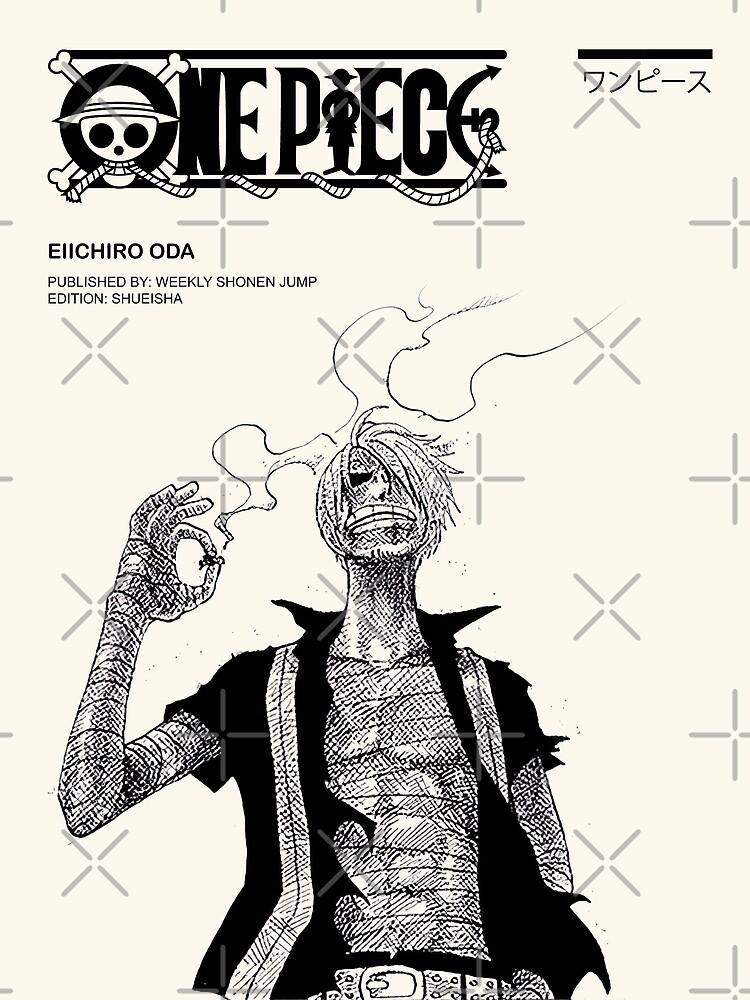 ONE PIECE
ワンピース
EIICHIRO ODA
PUBLISHED BY: WEEKLY SHONEN JUMP
EDITION: SHUEISHA